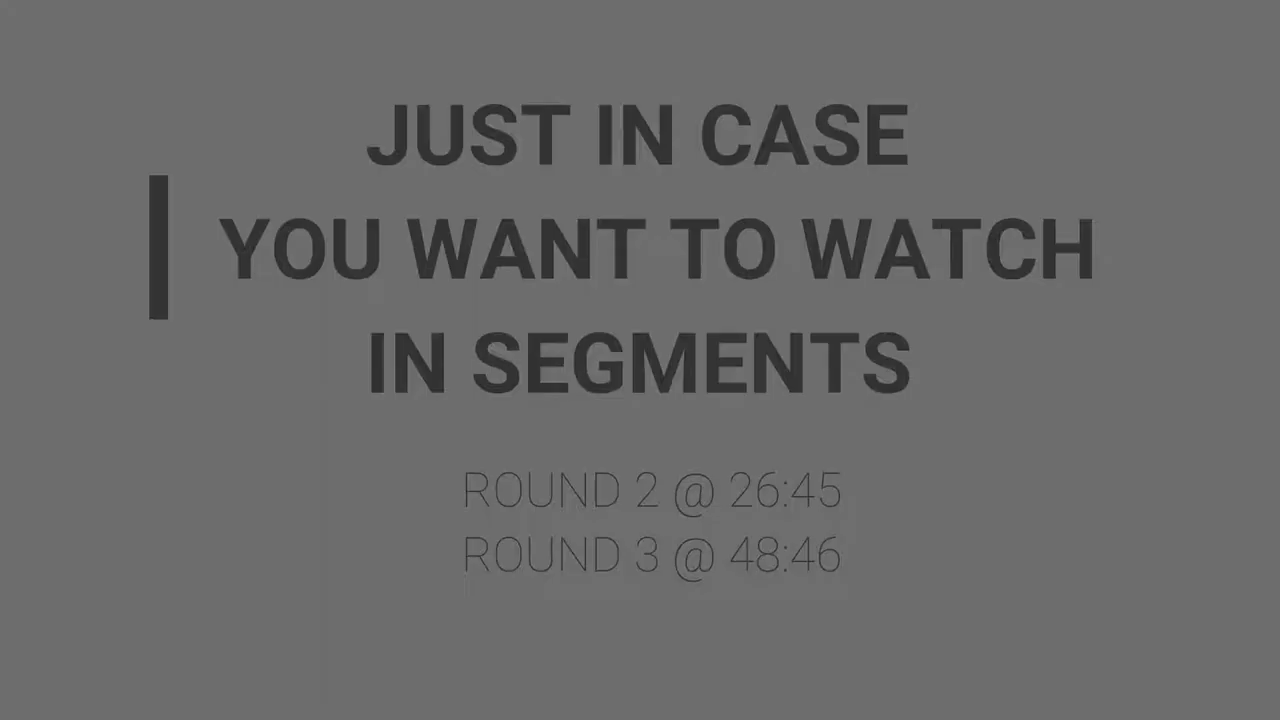 JUST IN CASE
YOU WANT TO WATCH
IN SEGMENTS
ROUND 2 @ 26:45
ROUND 3 @ 48:46